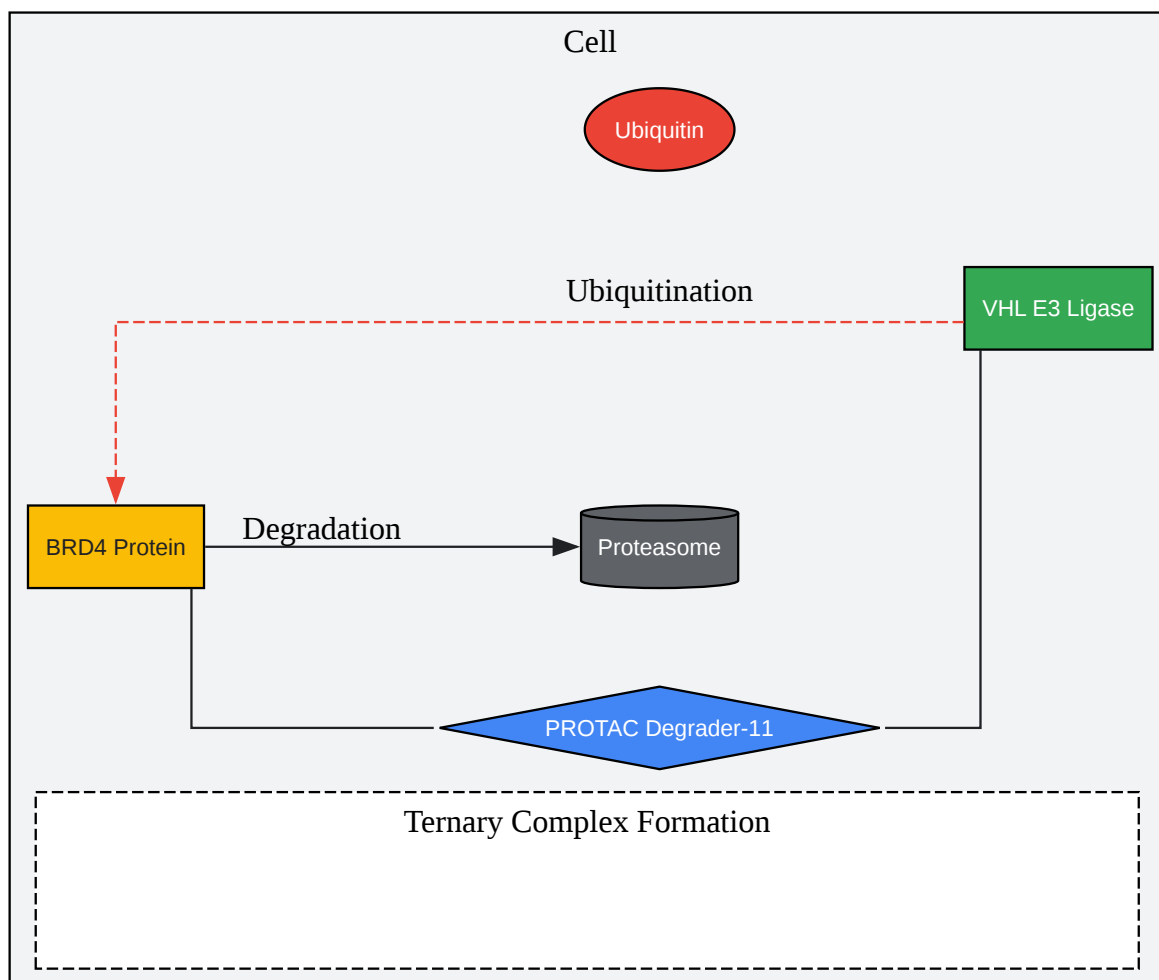 Cell
Ubiquitin
Ubiquitination
VHL E3 Ligase
BRD4 Protein
Degradation
Proteasome
PROTAC Degrader-11
Ternary Complex Formation